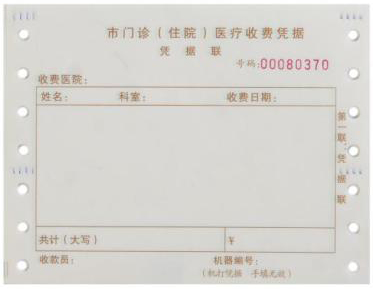 市门诊（住院）医疗收费凭据
凭 据 联
号码:00080370
收费医院:
姓名: 科室: 收费日期:
第一联:凭据联
共计（大写） ¥
收款员: 机器编号:
（机打凭据 手填无效）